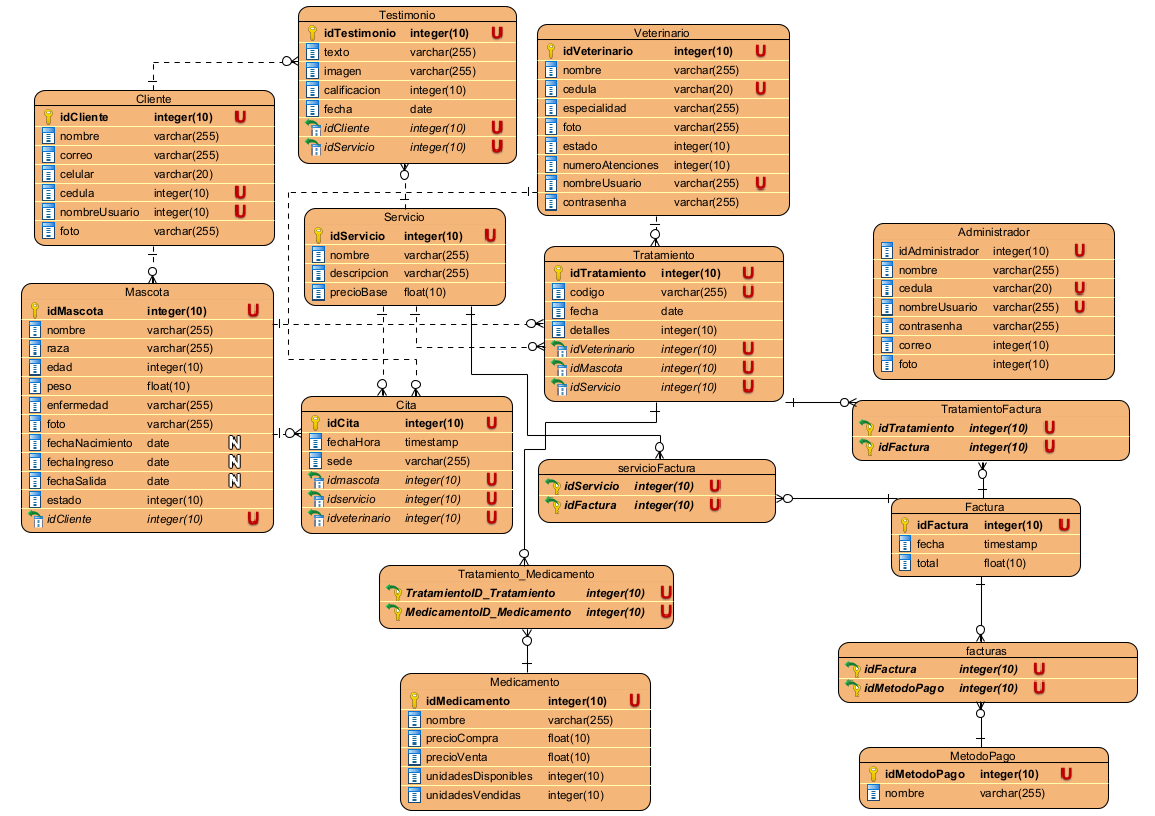 Testimonio
idTestimonio integer(10) U
texto varchar(255)
imagen varchar(255)
calificacion integer(10)
fecha date
idCliente integer(10) U
idServicio integer(10) U
Veterinario
idVeterinario integer(10) U
nombre varchar(255)
cedula varchar(20) U
especialidad varchar(255)
foto varchar(255)
estado integer(10)
numeroAtenciones integer(10)
nombreUsuario varchar(255) U
contrasenha varchar(255)
Cliente
idCliente integer(10) U
nombre varchar(255)
correo varchar(255)
celular varchar(20)
cedula integer(10) U
nombreUsuario integer(10) U
foto varchar(255)
Servicio
idServicio integer(10) U
nombre varchar(255)
descripcion varchar(255)
precioBase float(10)
Tratamiento
idTratamiento integer(10) U
codigo varchar(255) U
fecha date
detalles integer(10)
idVeterinario integer(10) U
idMascota integer(10) U
idServicio integer(10) U
Administrador
idAdministrador integer(10) U
nombre varchar(255)
cedula varchar(20) U
nombreUsuario varchar(255) U
contrasenha varchar(255)
correo integer(10)
foto integer(10)
Mascota
idMascota integer(10) U
nombre varchar(255)
raza varchar(255)
edad integer(10)
peso float(10)
enfermedad varchar(255)
foto varchar(255)
fechaNacimiento date N
fechaIngreso date N
fechaSalida date N
estado integer(10)
idCliente integer(10) U
Cita
idCita integer(10) U
fechaHora timestamp
sede varchar(255)
idmascota integer(10) U
idservicio integer(10) U
idveterinario integer(10) U
TratamientoFactura
idTratamiento integer(10) U
idFactura integer(10) U
servicioFactura
idServicio integer(10) U
idFactura integer(10) U
Factura
idFactura integer(10) U
fecha timestamp
total float(10)
Tratamiento_Medicamento
TratamientoID_Tratamiento integer(10) U
MedicamentoID_Medicamento integer(10) U
facturas
idFactura integer(10) U
idMetodoPago integer(10) U
Medicamento
idMedicamento integer(10) U
nombre varchar(255)
precioCompra float(10)
precioVenta float(10)
unidadesDisponibles integer(10)
unidadesVendidas integer(10)
MetodoPago
idMetodoPago integer(10) U
nombre varchar(255)